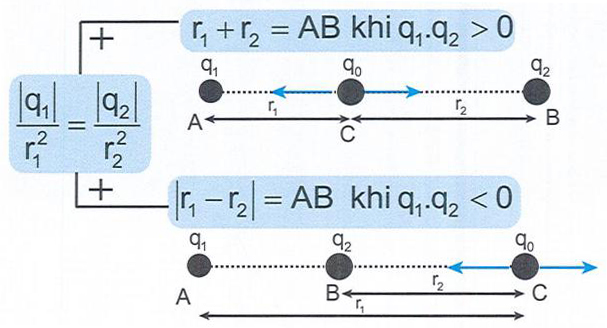 r₁ + r₂ = AB khi q₁.q₂ > 0
+
q₁ q₀ q₂
r₁ r₂
A C B
|q₁|/r₁² = |q₂|/r₂²
+
|r₁ − r₂| = AB khi q₁.q₂ < 0
q₁ q₂ q₀
A B r₂ C
r₁